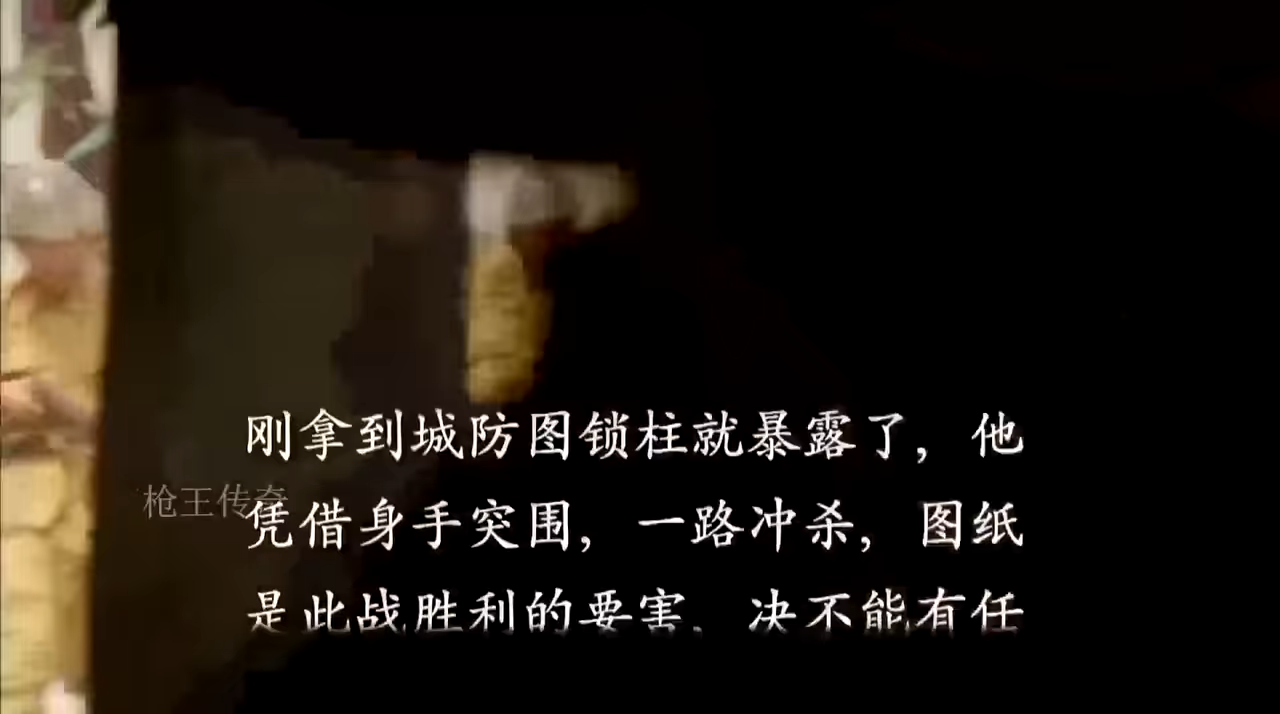 刚拿到城防图锁柱就暴露了，他
枪王传奇
凭借身手突围，一路冲杀，图纸
是此战胜利的要害，决不能有任